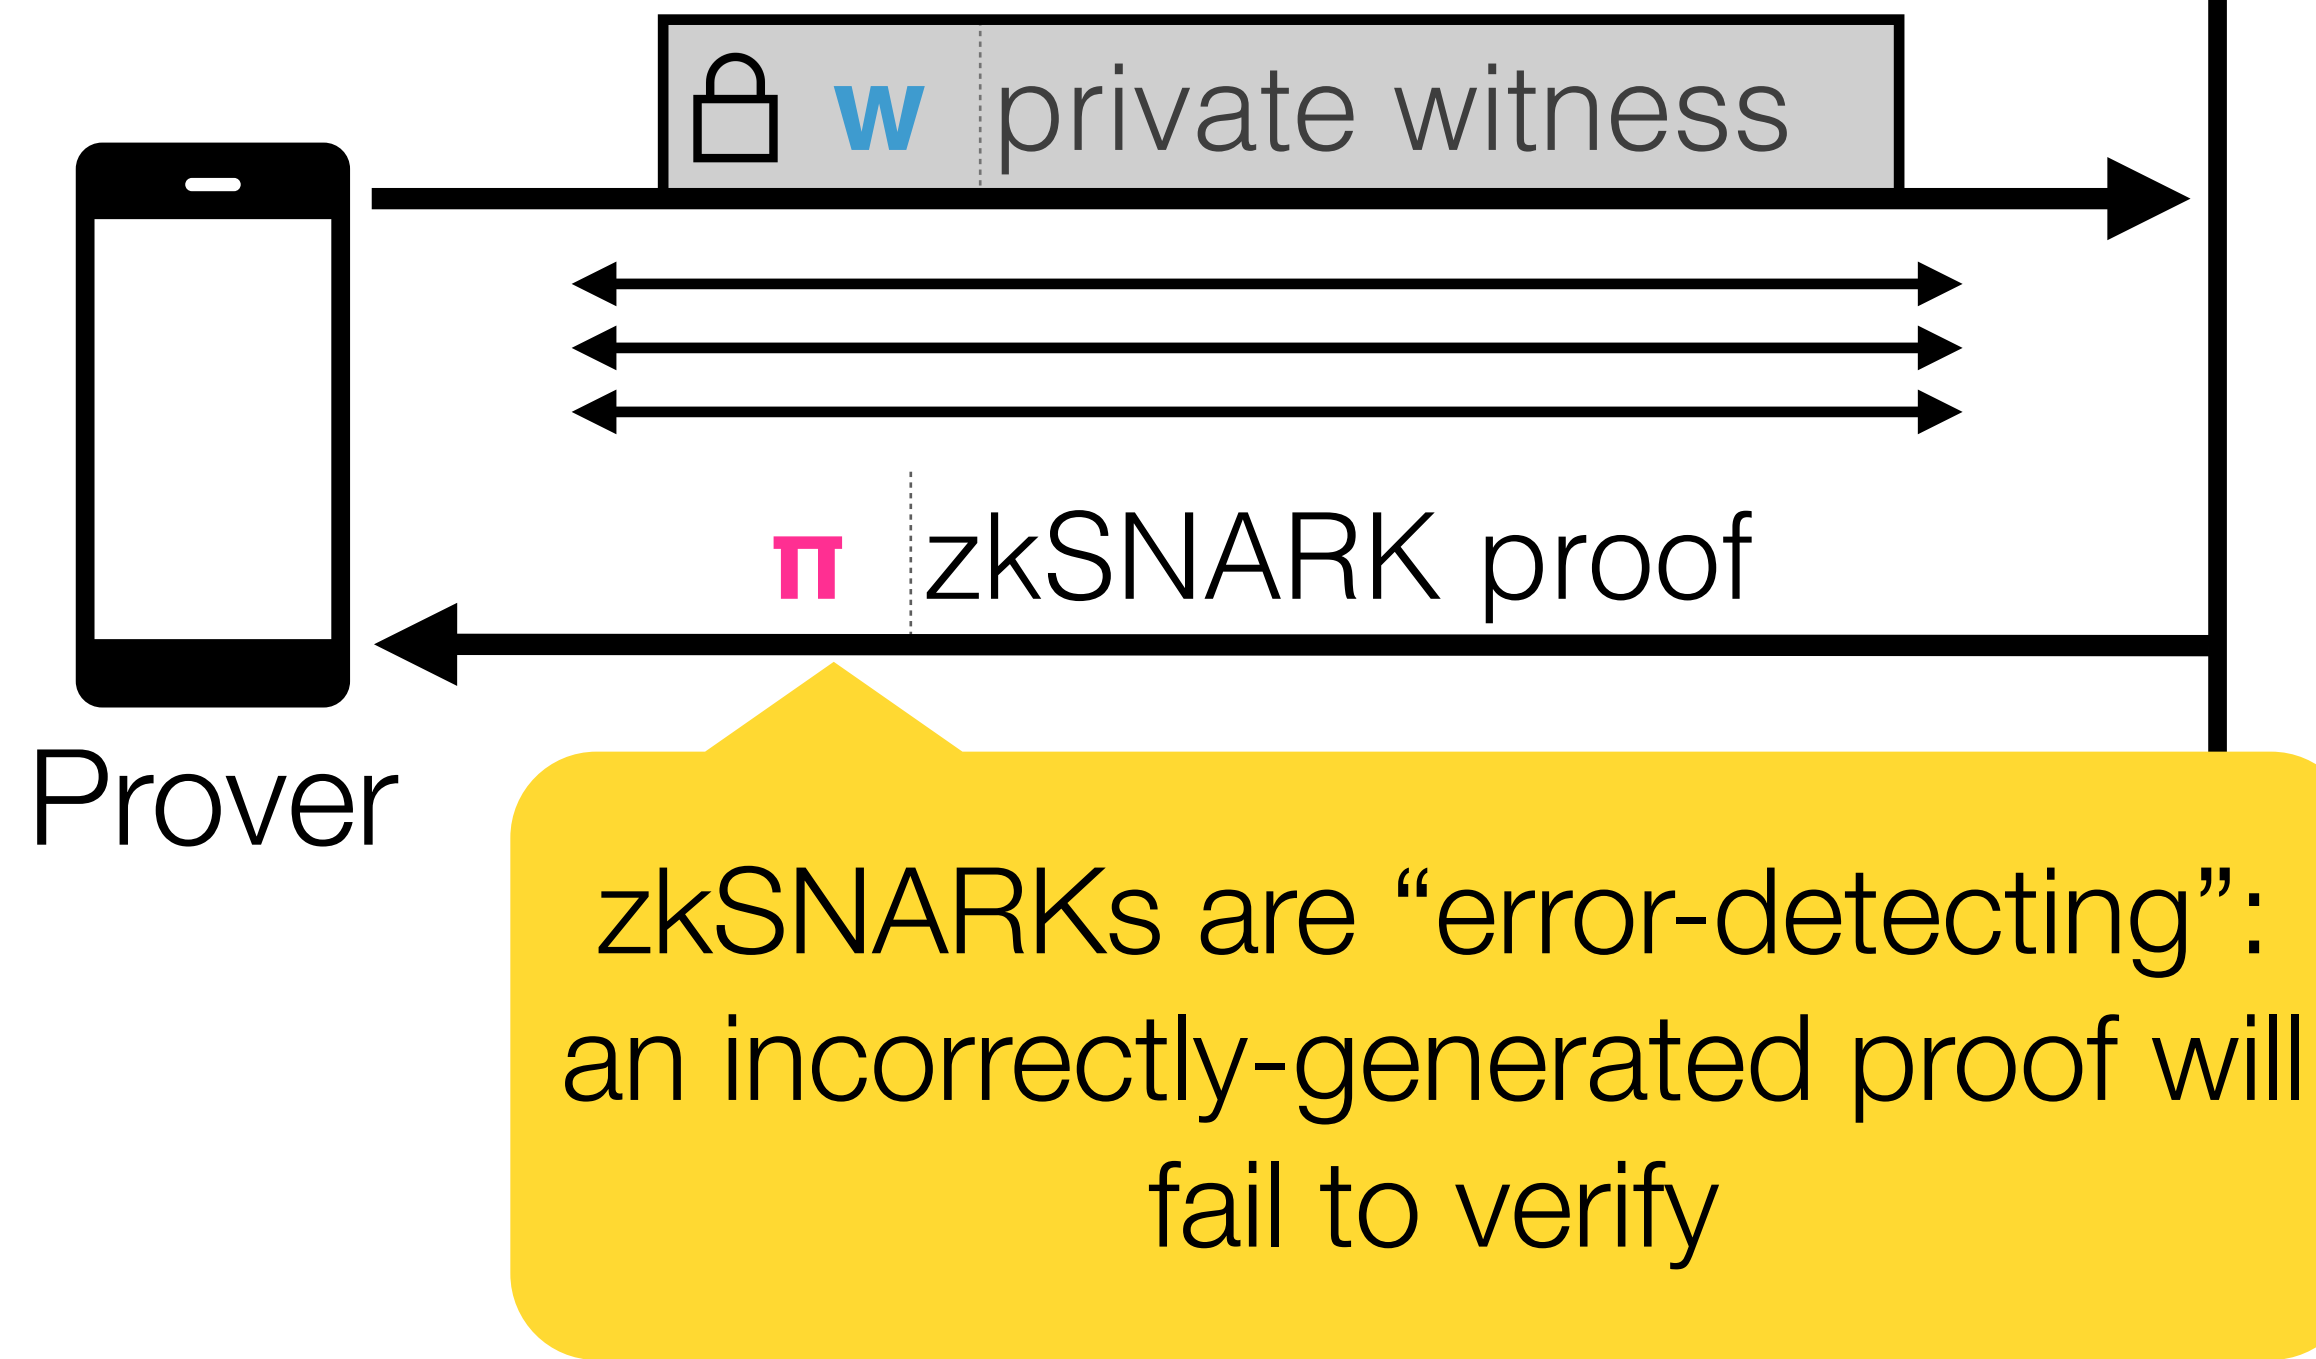 w private witness
π zkSNARK proof
Prover
zkSNARKs are “error-detecting”:
an incorrectly-generated proof will
fail to verify